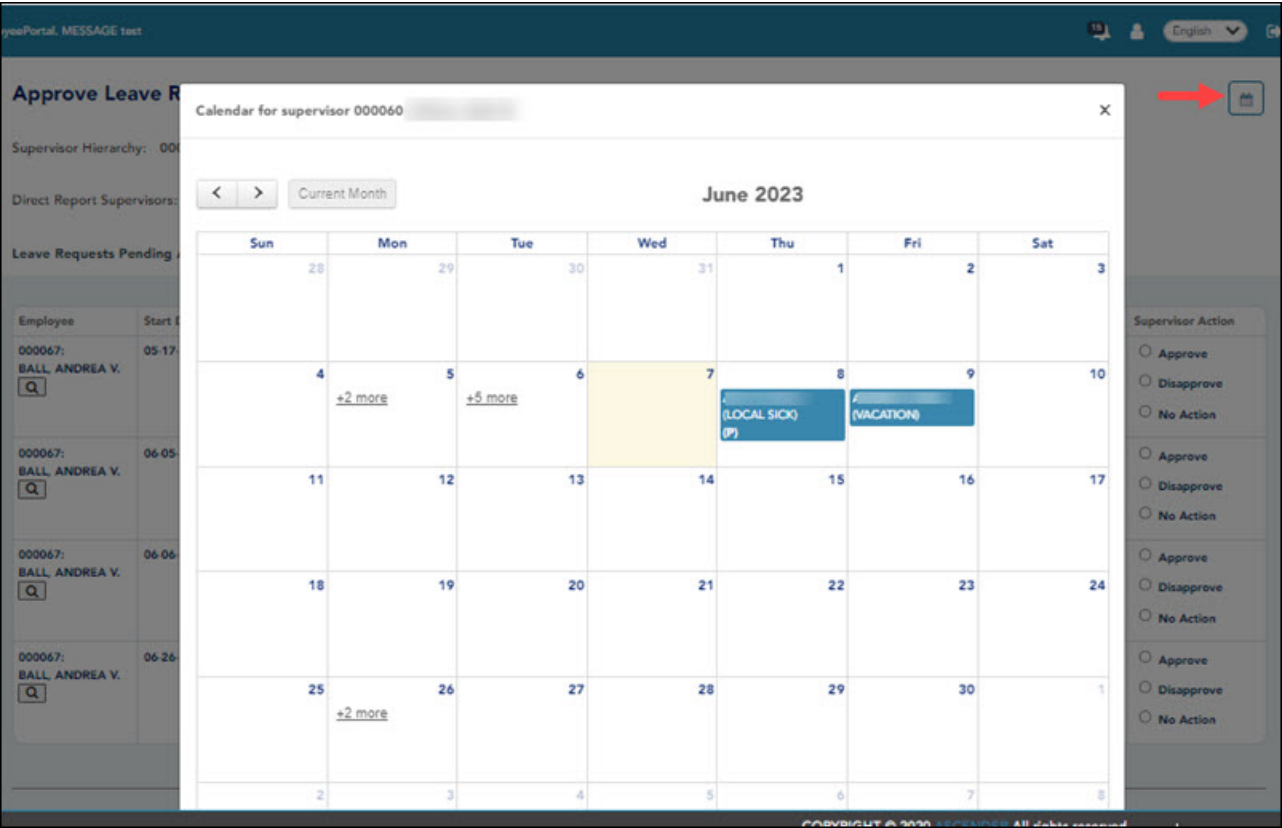 yeePortal, MESSAGE test
15
English
Approve Leave R
Calendar for supervisor 000060
×
Supervisor Hierarchy: 000
Current Month
June 2023
Direct Report Supervisors:
Leave Requests Pending
Sun Mon Tue Wed Thu Fri Sat
28 29 30 31 1 2 3
Employee Start D Supervisor Action
000067: 05-17-
BALL, ANDREA V.
Approve
Disapprove
No Action
4 5 6 7 8 9 10
+2 more +5 more
(LOCAL SICK) (VACATION)
(P)
000067: 06-05-
BALL, ANDREA V.
Approve
Disapprove
No Action
11 12 13 14 15 16 17
000067: 06-06-
BALL, ANDREA V.
Approve
Disapprove
No Action
18 19 20 21 22 23 24
000067: 06-26-
BALL, ANDREA V.
Approve
Disapprove
No Action
25 26 27 28 29 30 1
+2 more
2 3 4 5 6 7 8
COPYRIGHT © 2020 ASCENDER All rights reserved